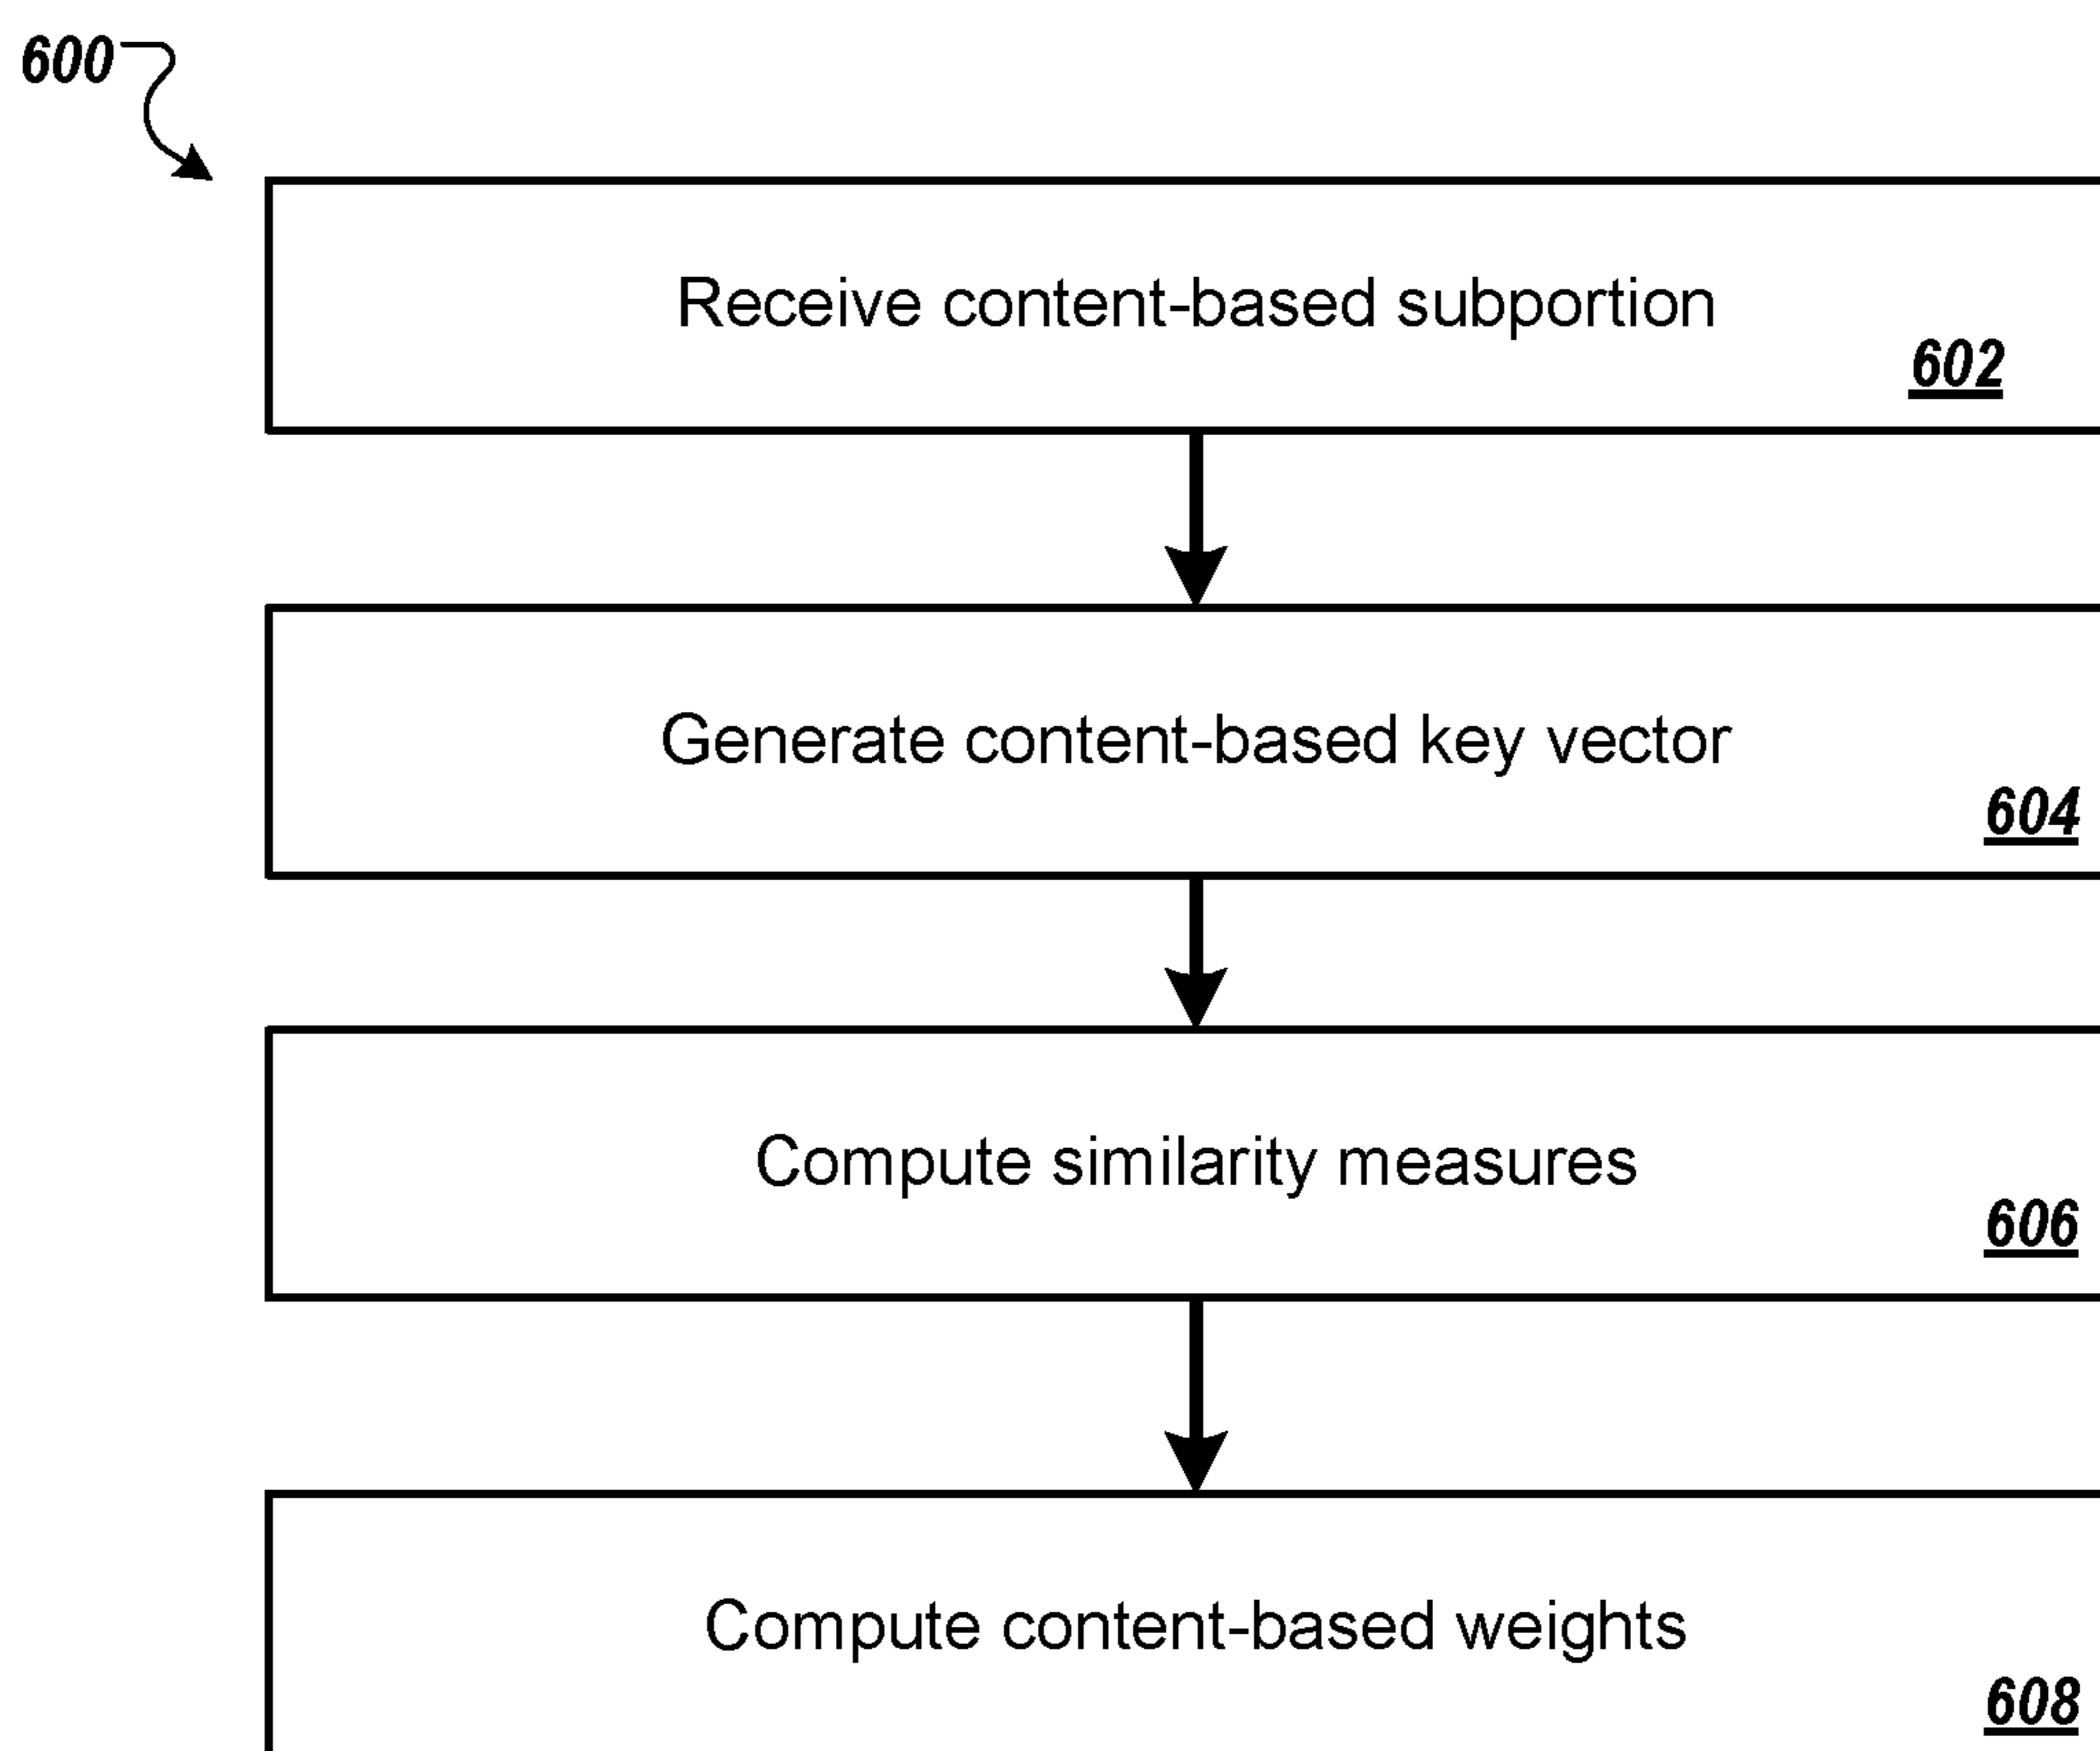 600
Receive content-based subportion
602
Generate content-based key vector
604
Compute similarity measures
606
Compute content-based weights
608